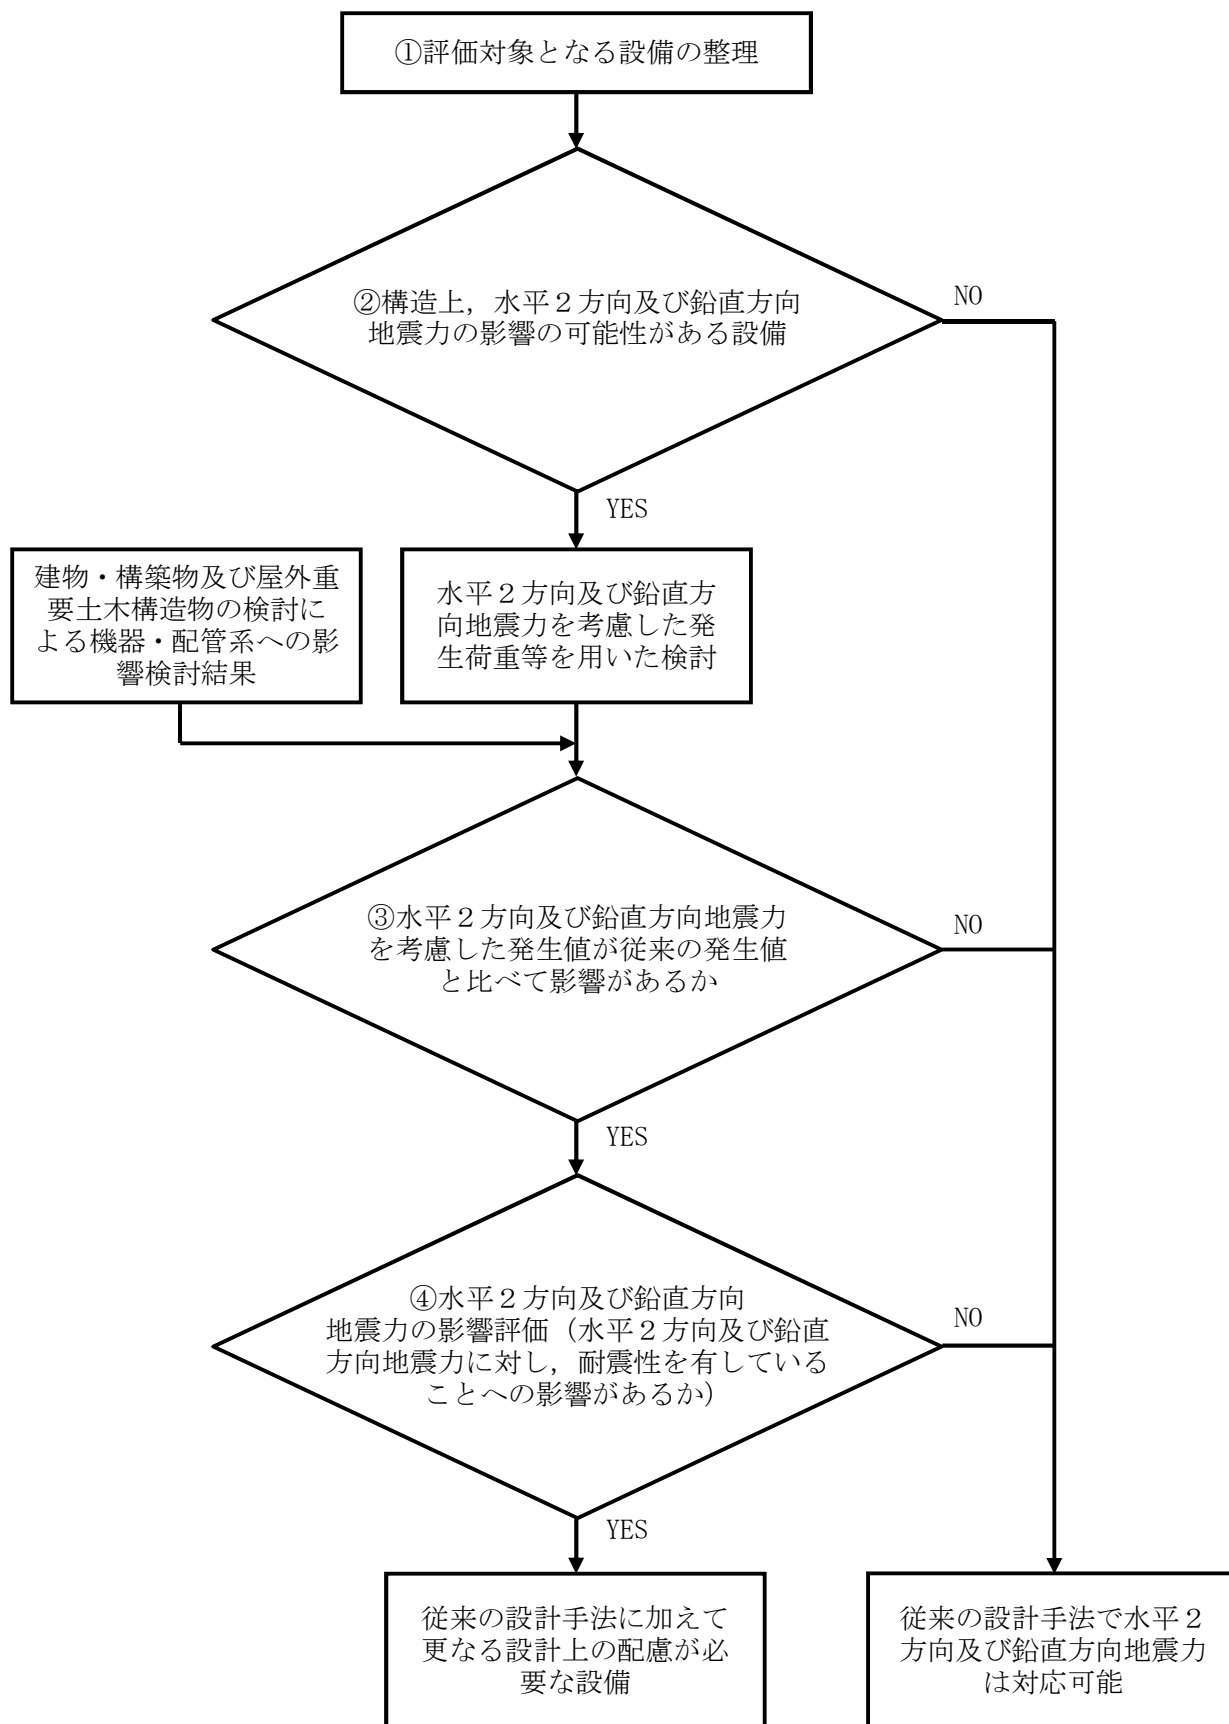 ①評価対象となる設備の整理
②構造上，水平２方向及び鉛直方向
地震力の影響の可能性がある設備
NO
YES
建物・構築物及び屋外重
要土木構造物の検討に
よる機器・配管系への影
響検討結果
水平２方向及び鉛直方
向地震力を考慮した発
生荷重等を用いた検討
③水平２方向及び鉛直方向地震力
を考慮した発生値が従来の発生値
と比べて影響があるか
NO
YES
④水平２方向及び鉛直方向
地震力の影響評価（水平２方向及び鉛直
方向地震力に対し，耐震性を有している
ことへの影響があるか）
NO
YES
従来の設計手法に加えて
更なる設計上の配慮が必
要な設備
従来の設計手法で水平２
方向及び鉛直方向地震力
は対応可能